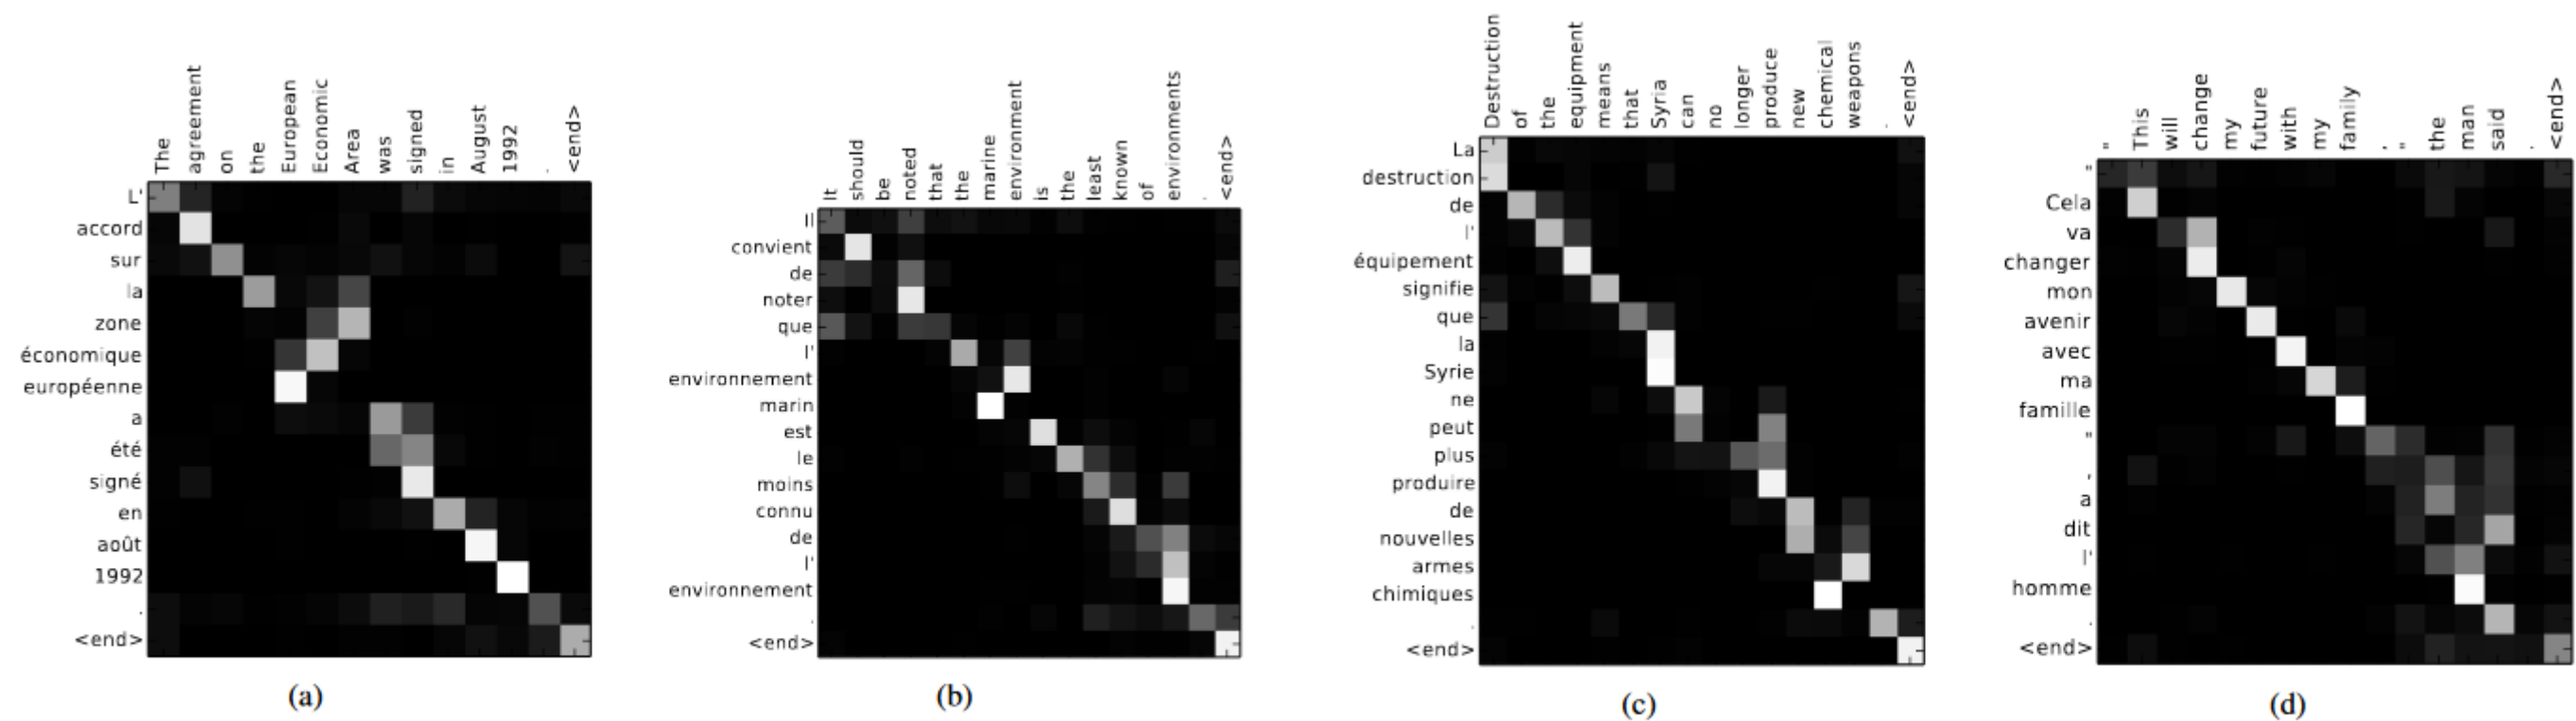 The agreement on the European Economic Area was signed in August 1992 . <end>
L'
accord
sur
la
zone
économique
européenne
a
été
signé
en
août
1992
.
<end>
(a)
It should be noted that the marine environment is the least known of environments . <end>
Il
convient
de
noter
que
l'
environnement
marin
est
le
moins
connu
de
l'
environnement
.
<end>
(b)
Destruction of the equipment means that Syria can no longer produce new chemical weapons . <end>
La
destruction
de
l'
équipement
signifie
que
la
Syrie
ne
peut
plus
produire
de
nouvelles
armes
chimiques
.
<end>
(c)
" This will change my future with my family , " the man said . <end>
"
Cela
va
changer
mon
avenir
avec
ma
famille
"
,
a
dit
l'
homme
.
<end>
(d)